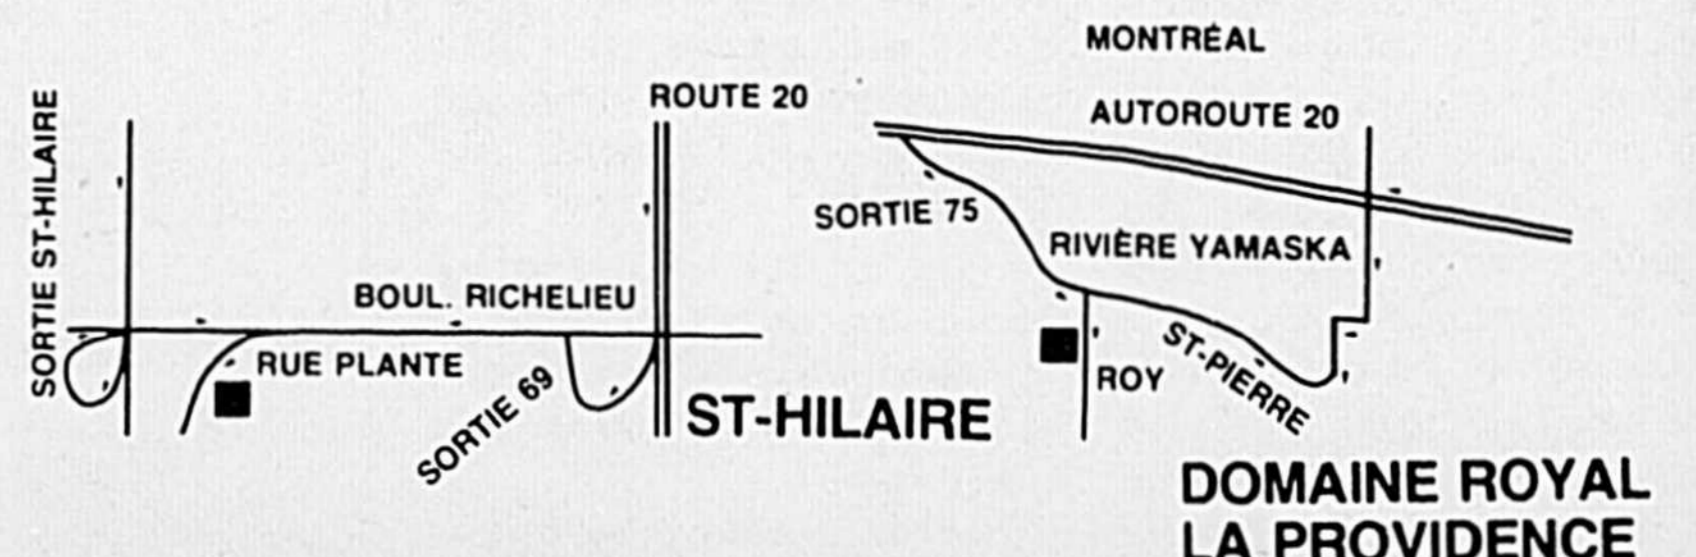 SORTIE ST-HILAIRE
ROUTE 20
BOUL. RICHELIEU
RUE PLANTE
SORTIE 69
ST-HILAIRE
MONTRÉAL
AUTOROUTE 20
SORTIE 75
RIVIÈRE YAMASKA
ROY
ST-PIERRE
DOMAINE ROYAL
LA PROVIDENCE